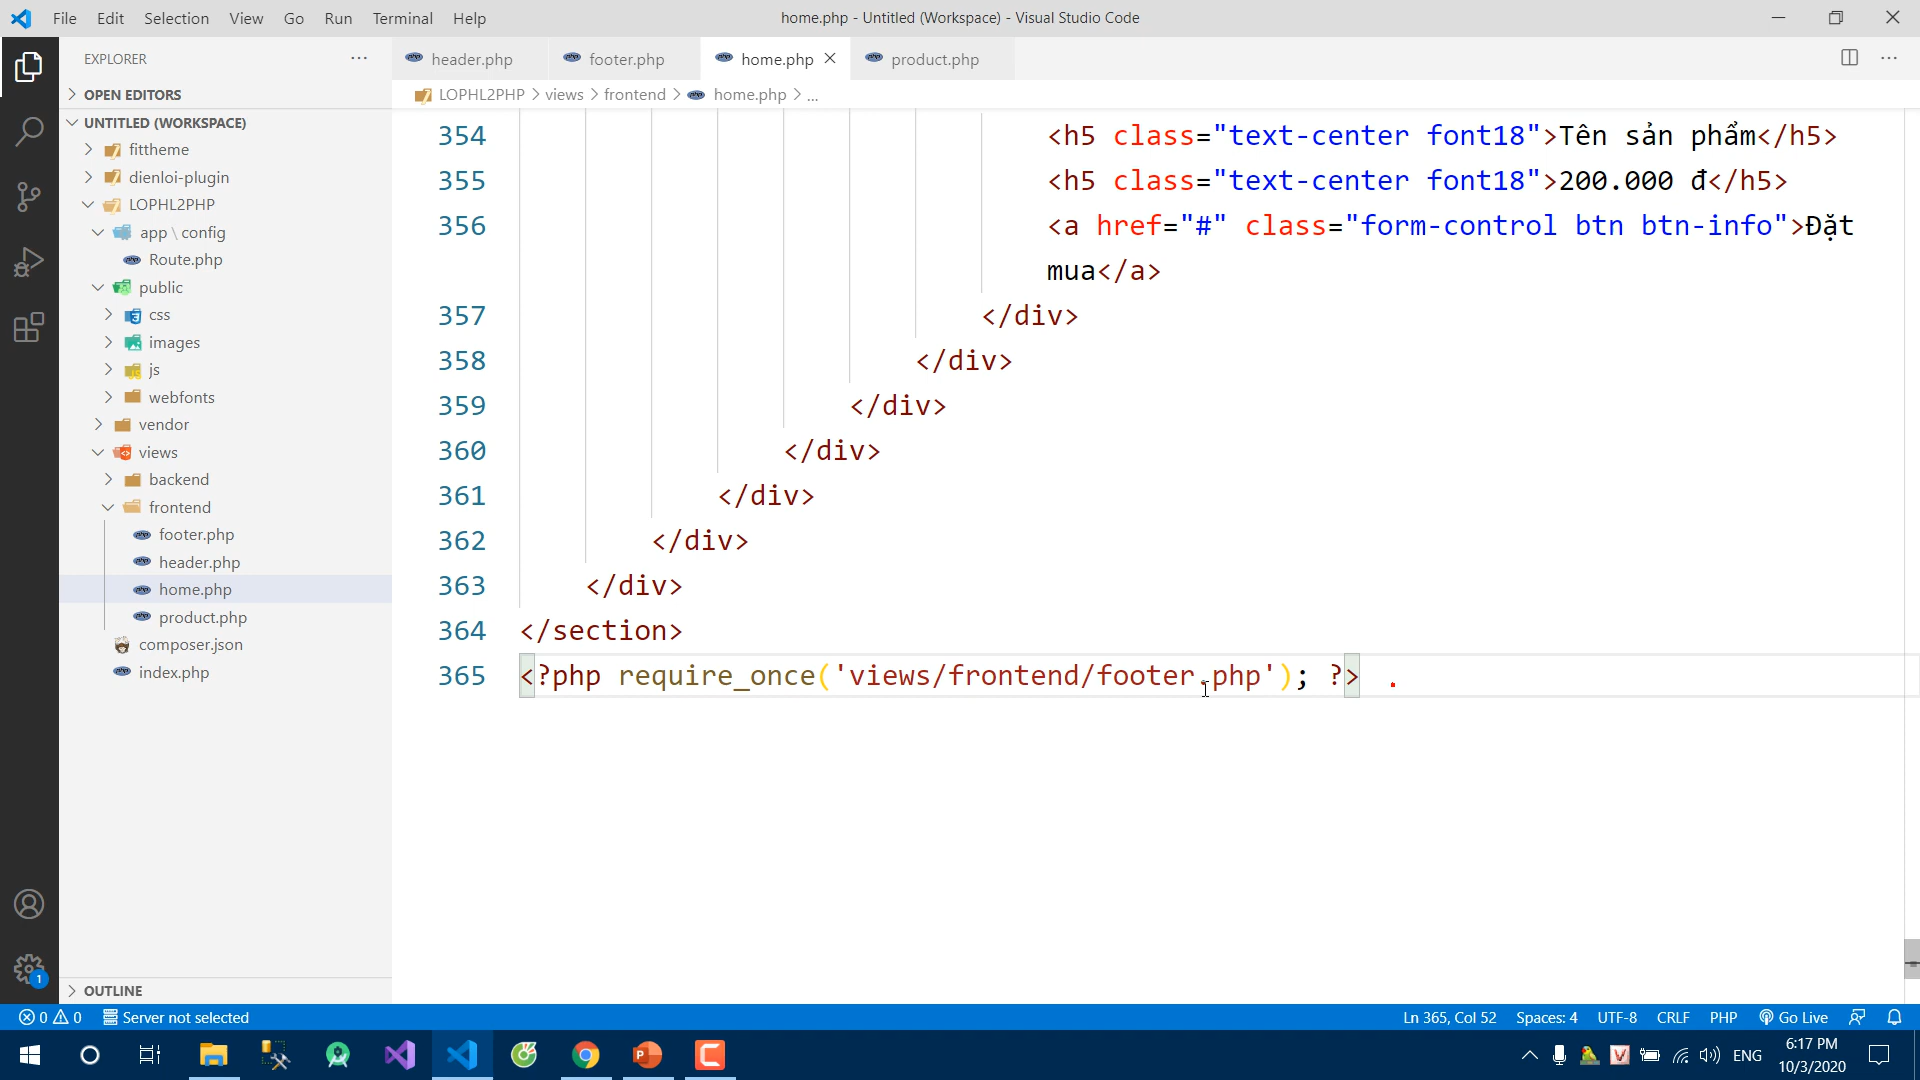 File Edit Selection View Go Run Terminal Help
home.php - Untitled (Workspace) - Visual Studio Code
EXPLORER
header.php footer.php home.php product.php
OPEN EDITORS
LOPHL2PHP > views > frontend > home.php > ...
UNTITLED (WORKSPACE)
fittheme
dienloi-plugin
LOPHL2PHP
app \ config
Route.php
public
css
images
js
webfonts
vendor
views
backend
frontend
footer.php
header.php
home.php
product.php
composer.json
index.php
OUTLINE
354 <h5 class="text-center font18">Tên sản phẩm</h5>
355 <h5 class="text-center font18">200.000 đ</h5>
356 <a href="#" class="form-control btn btn-info">Đặt
mua</a>
357 </div>
358 </div>
359 </div>
360 </div>
361 </div>
362 </div>
363 </div>
364 </section>
365 <?php require_once('views/frontend/footer.php'); ?>
1
0 0 Server not selected
Ln 365, Col 52 Spaces: 4 UTF-8 CRLF PHP Go Live
ENG
6:17 PM
10/3/2020